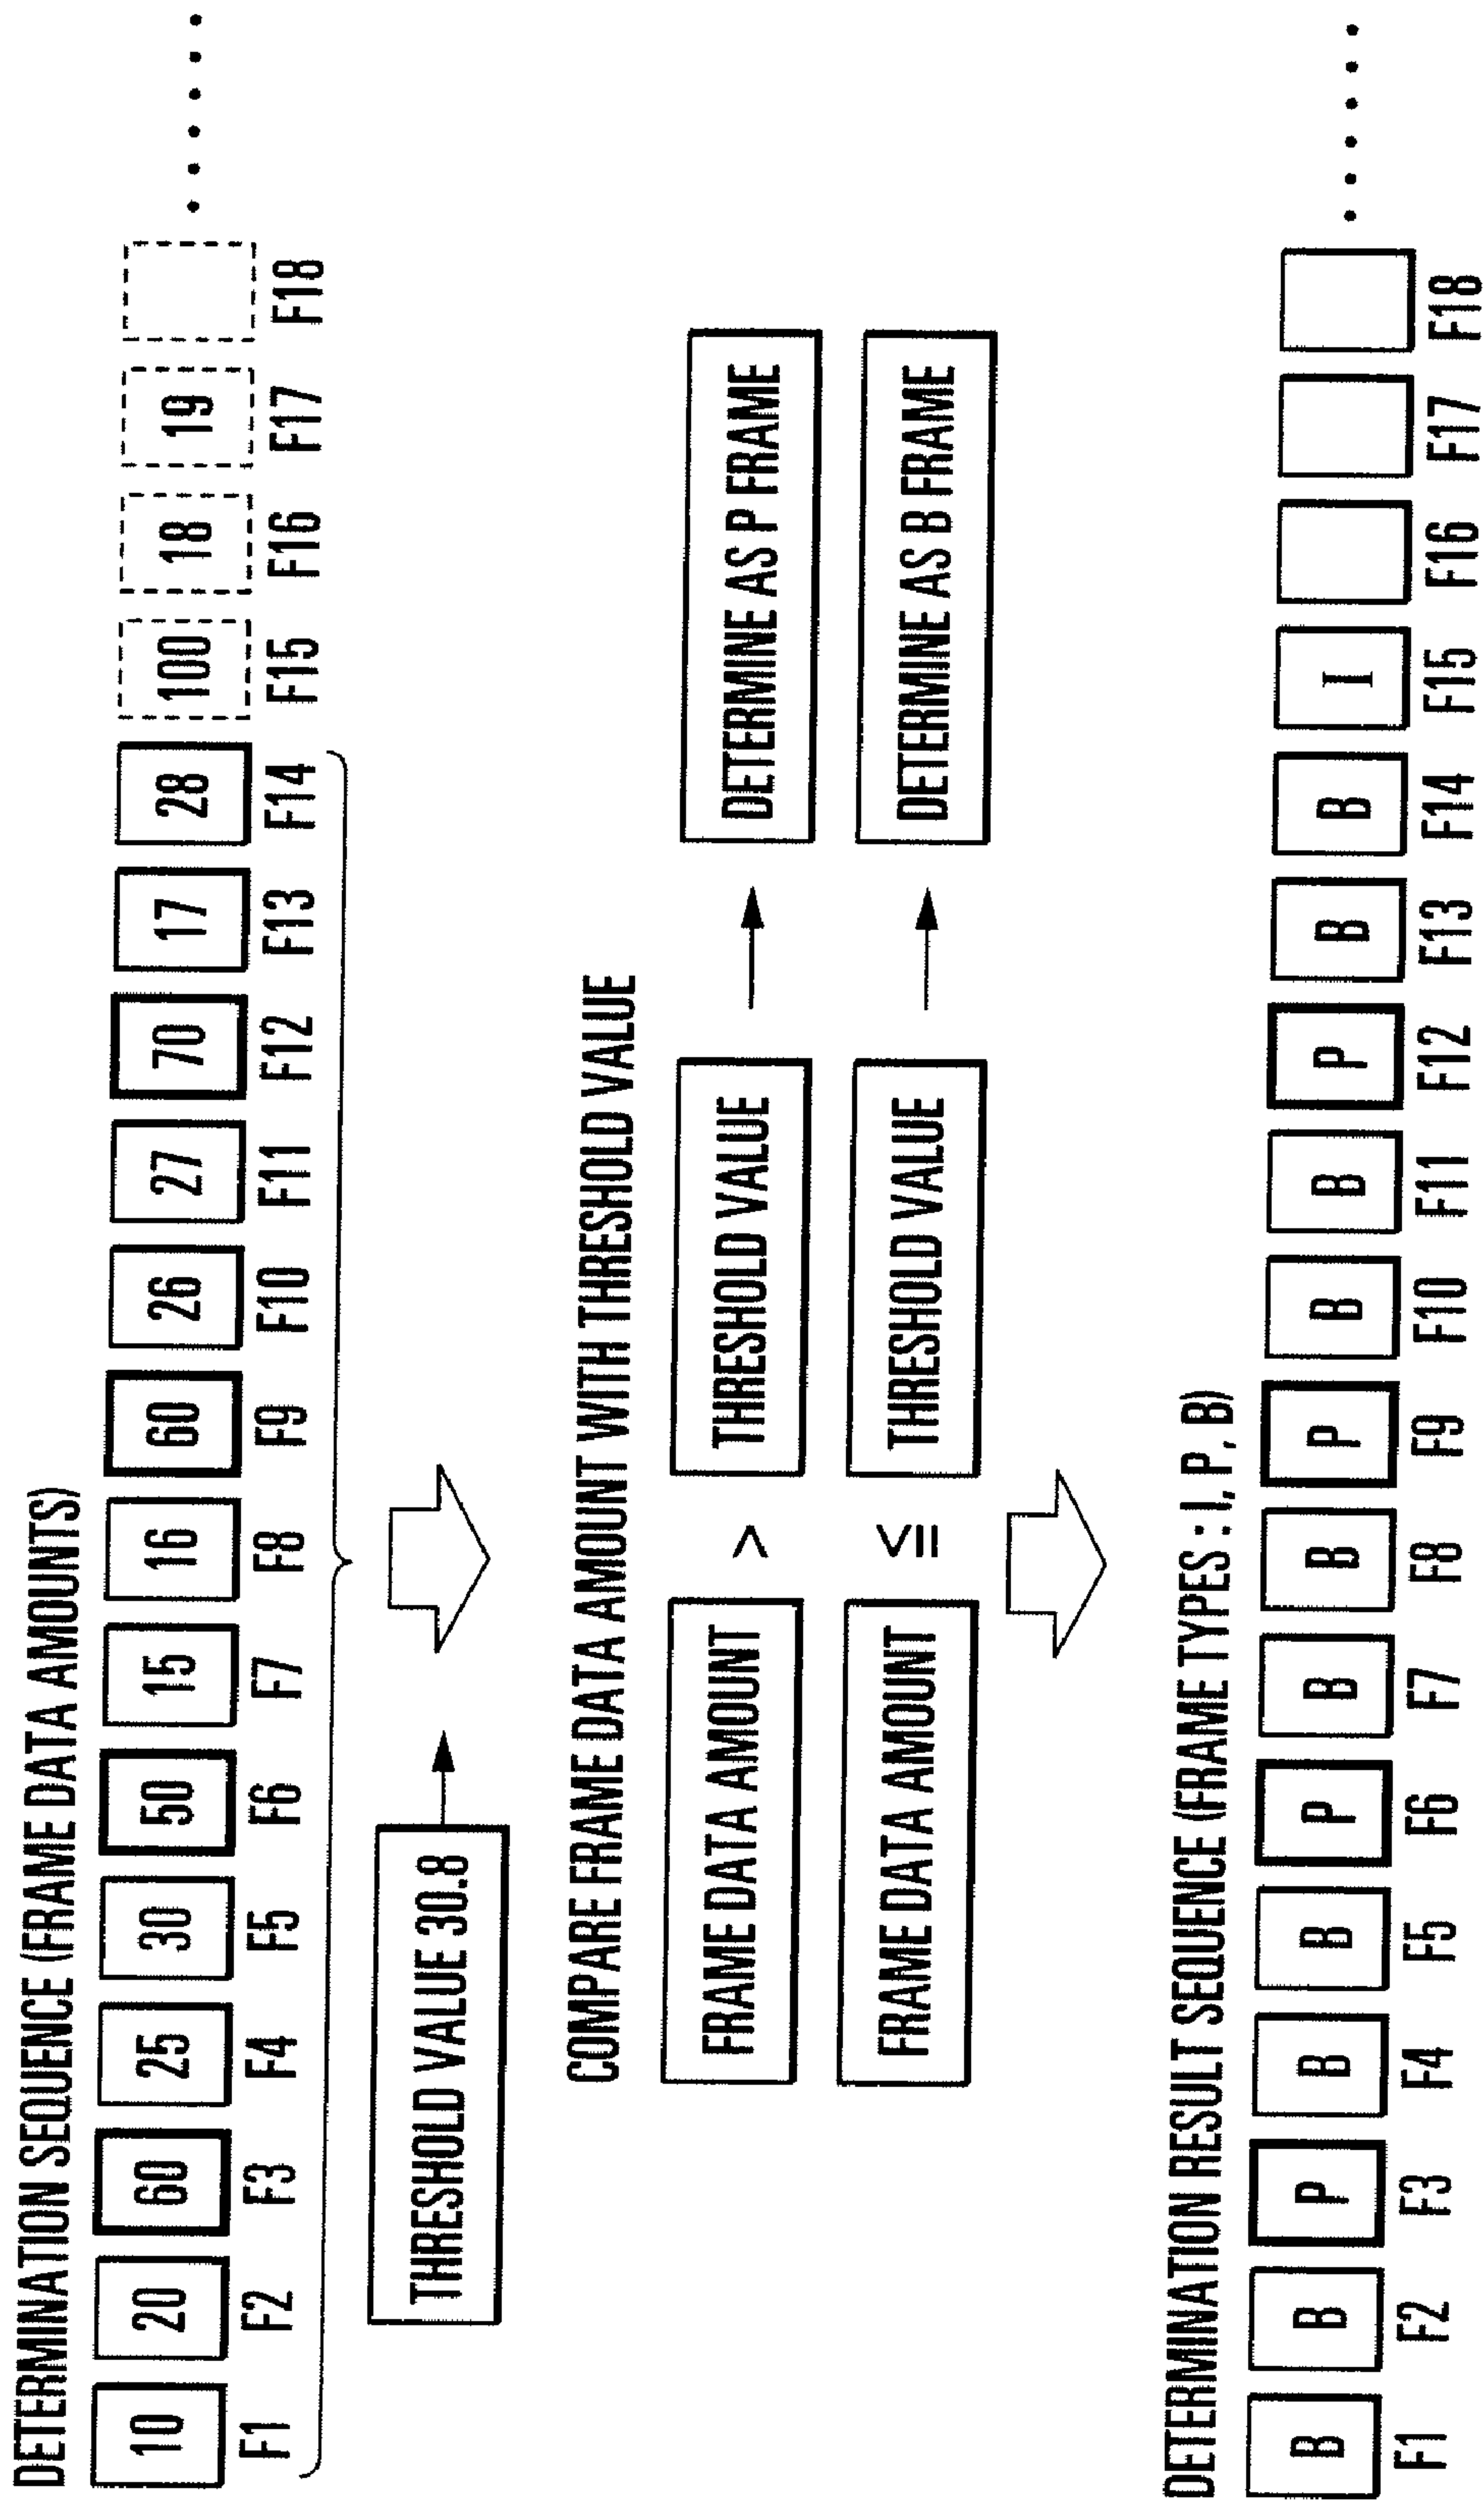 DETERMINATION SEQUENCE (FRAME DATA AMOUNTS)
10 20 60 25 30 50 15 16 60 26 27 70 17 28 100 18 19
F1 F2 F3 F4 F5 F6 F7 F8 F9 F10 F11 F12 F13 F14 F15 F16 F17 F18
THRESHOLD VALUE 30.8
COMPARE FRAME DATA AMOUNT WITH THRESHOLD VALUE
FRAME DATA AMOUNT > THRESHOLD VALUE DETERMINE AS P FRAME
FRAME DATA AMOUNT ≦ THRESHOLD VALUE DETERMINE AS B FRAME
DETERMINATION RESULT SEQUENCE (FRAME TYPES : I, P, B)
B B P B B P B B P B B P B B I
F1 F2 F3 F4 F5 F6 F7 F8 F9 F10 F11 F12 F13 F14 F15 F16 F17 F18